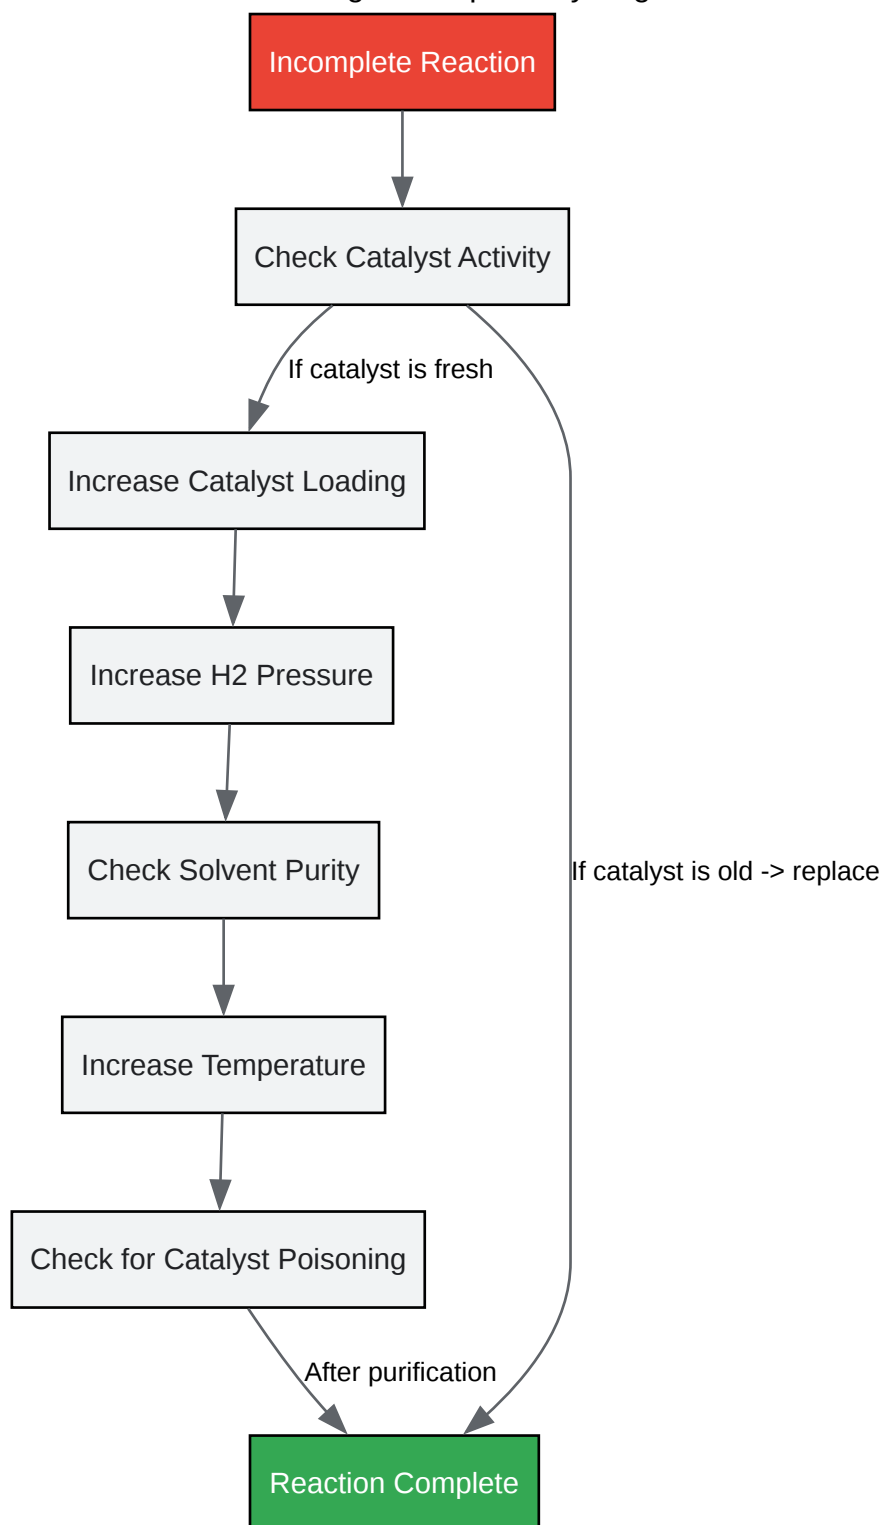 Incomplete Reaction
Check Catalyst Activity
If catalyst is fresh
Increase Catalyst Loading
Increase H2 Pressure
Check Solvent Purity
If catalyst is old -> replace
Increase Temperature
Check for Catalyst Poisoning
After purification
Reaction Complete